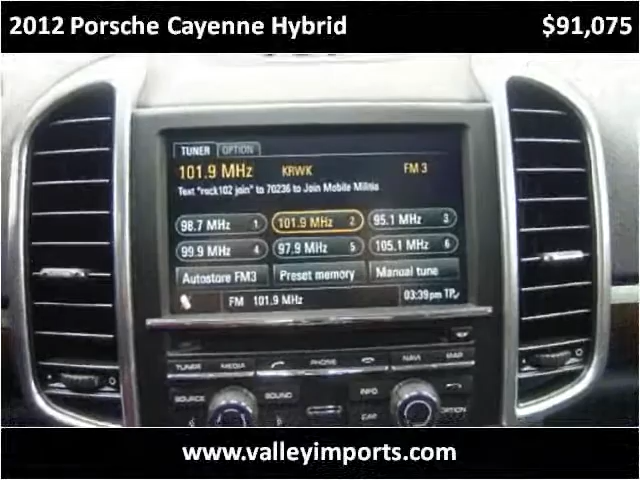 2012 Porsche Cayenne Hybrid $91,075
TUNER OPTION
101.9 MHz KRWK FM 3
Text "rock102 join" to 70236 to Join Mobile Militia
98.7 MHz 1 101.9 MHz 2 95.1 MHz 3
99.9 MHz 4 97.9 MHz 5 105.1 MHz 6
Autostore FM3 Preset memory Manual tune
FM 101.9 MHz 03:39pm TP
TUNER MEDIA PHONE NAVI MAP
SOURCE SOUND INFO
CAR OPTION
www.valleyimports.com